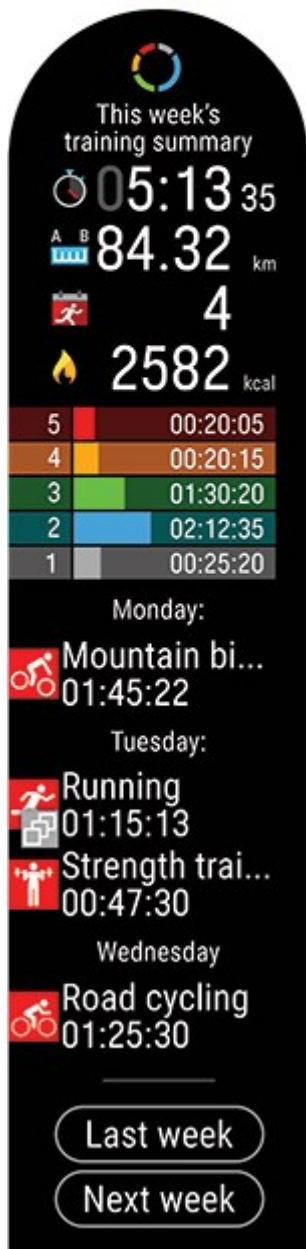 This week's
training summary
05:13 35
A B
84.32 km
4
2582 kcal
5 00:20:05
4 00:20:15
3 01:30:20
2 02:12:35
1 00:25:20
Monday:
Mountain bi...
01:45:22
Tuesday:
Running
01:15:13
Strength trai...
00:47:30
Wednesday
Road cycling
01:25:30
Last week
Next week